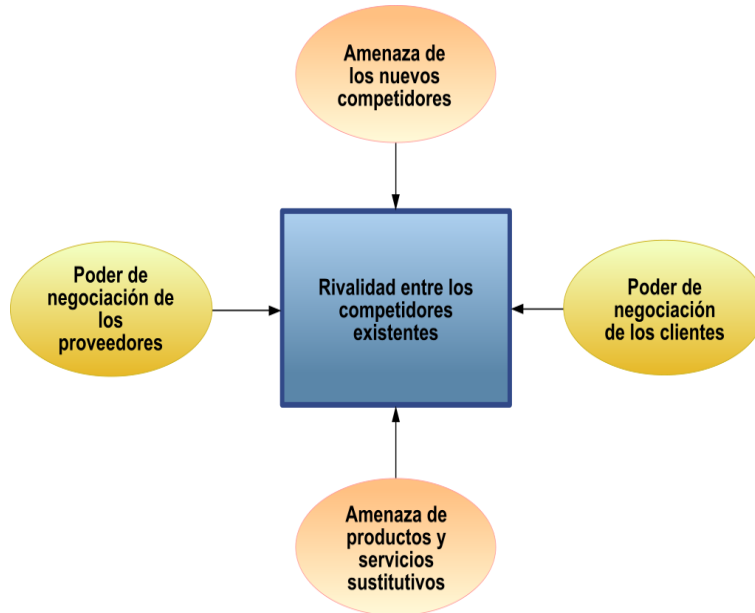 Amenaza de
los nuevos
competidores
Poder de
negociación de
los
proveedores
Rivalidad entre los
competidores
existentes
Poder de
negociación
de los clientes
Amenaza de
productos y
servicios
sustitutivos